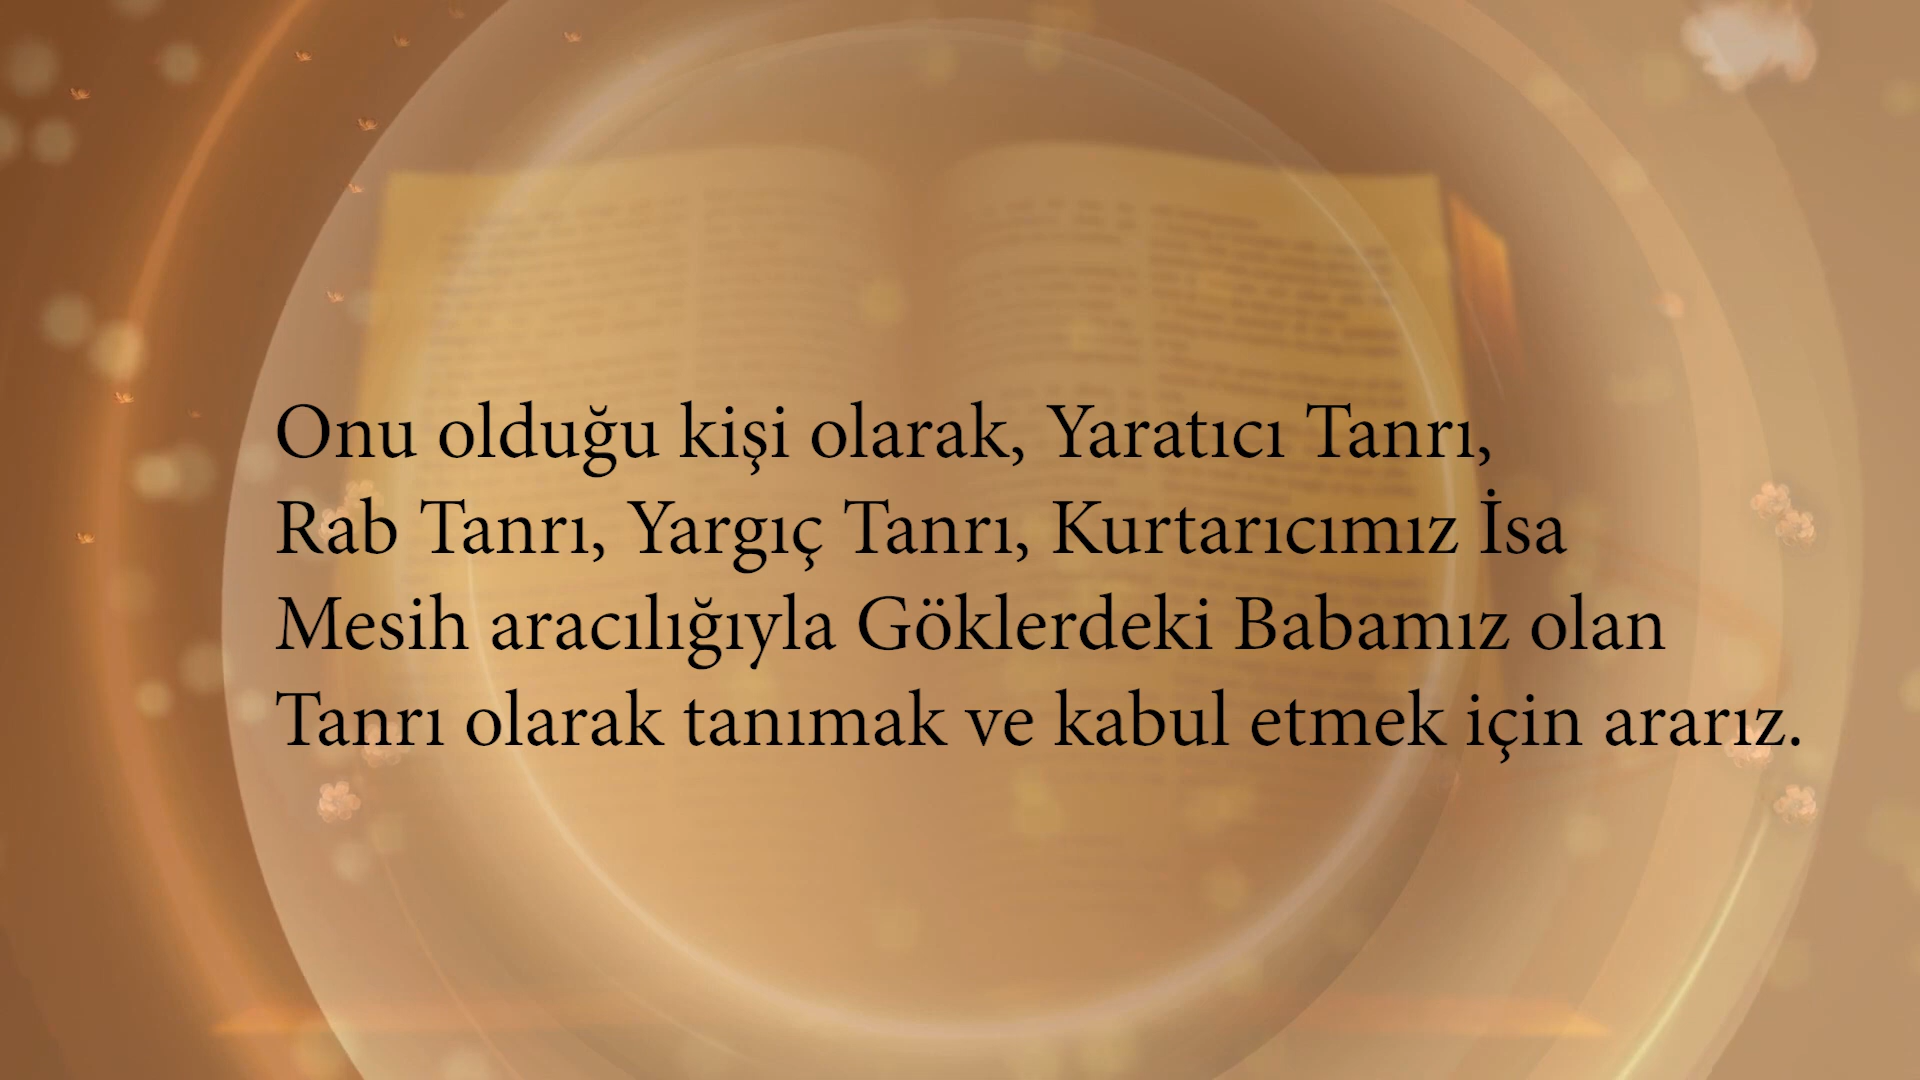 Onu olduğu kişi olarak, Yaratıcı Tanrı,
Rab Tanrı, Yargıç Tanrı, Kurtarıcımız İsa
Mesih aracılığıyla Göklerdeki Babamız olan
Tanrı olarak tanımak ve kabul etmek için ararız.